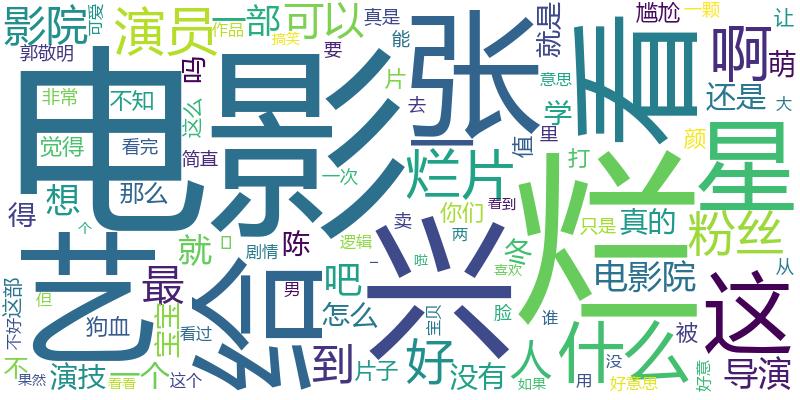 影院
可爱
演员
一部
作品
搞笑
可以
真是
要
能
就是
尴尬
一颗
让
郭敬明
电影
张
看
啊
萌
吗
片
去
意思
还是
大
非常
不知
这么
学
觉得
看完
简直
一
值
里
颜
星
想
那么
一次
烂片
打
烂
得
个
看到
你们
卖
只是
真的
粉丝
艺
就
陈
逻辑
兴
两
冬
剧情
啦
喜欢
电影院
从
这
这部
但
最
给
男
吧
宝贝
脸
谁
什么
被
不好
狗血
宝宝
看过
怎么
到
好
人
没
导演
不
果然
演技
看看
一个
这个
片子
没有
如果
用
好意思
好意